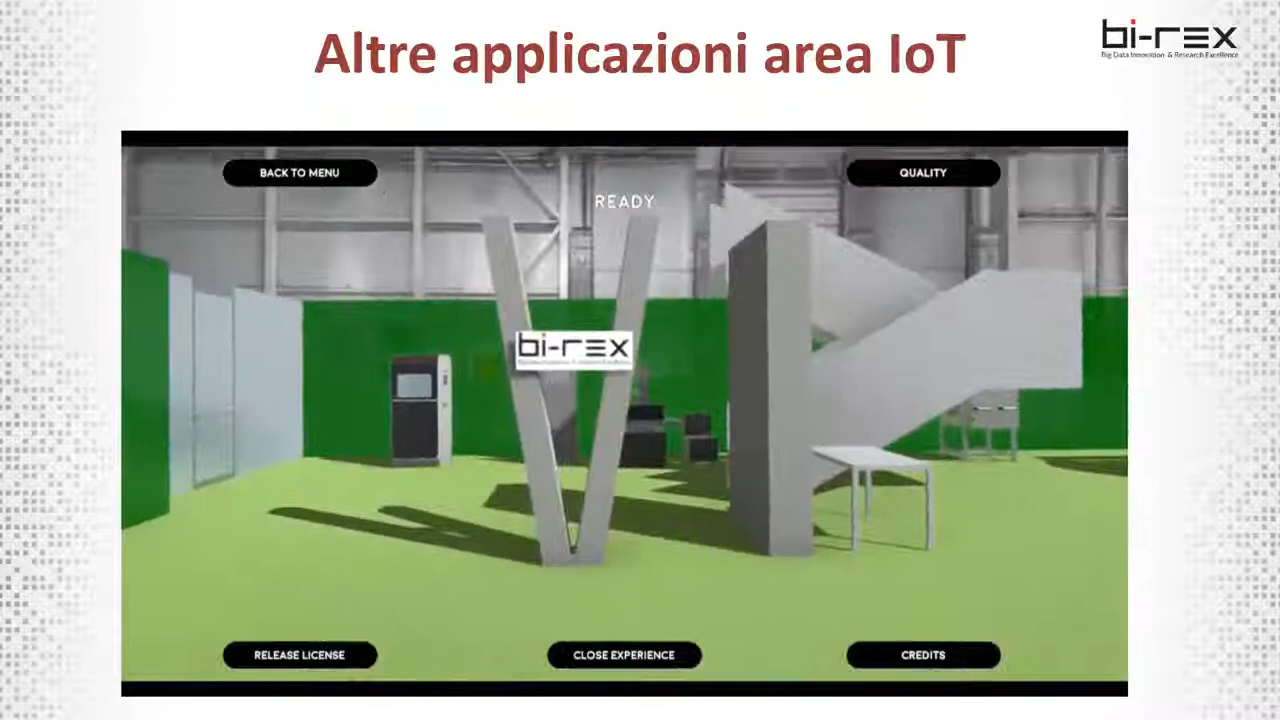 Altre applicazioni area IoT
bi-rex
Big Data Innovation & Research Excellence
BACK TO MENU
QUALITY
READY
bi-rex
RELEASE LICENSE
CLOSE EXPERIENCE
CREDITS